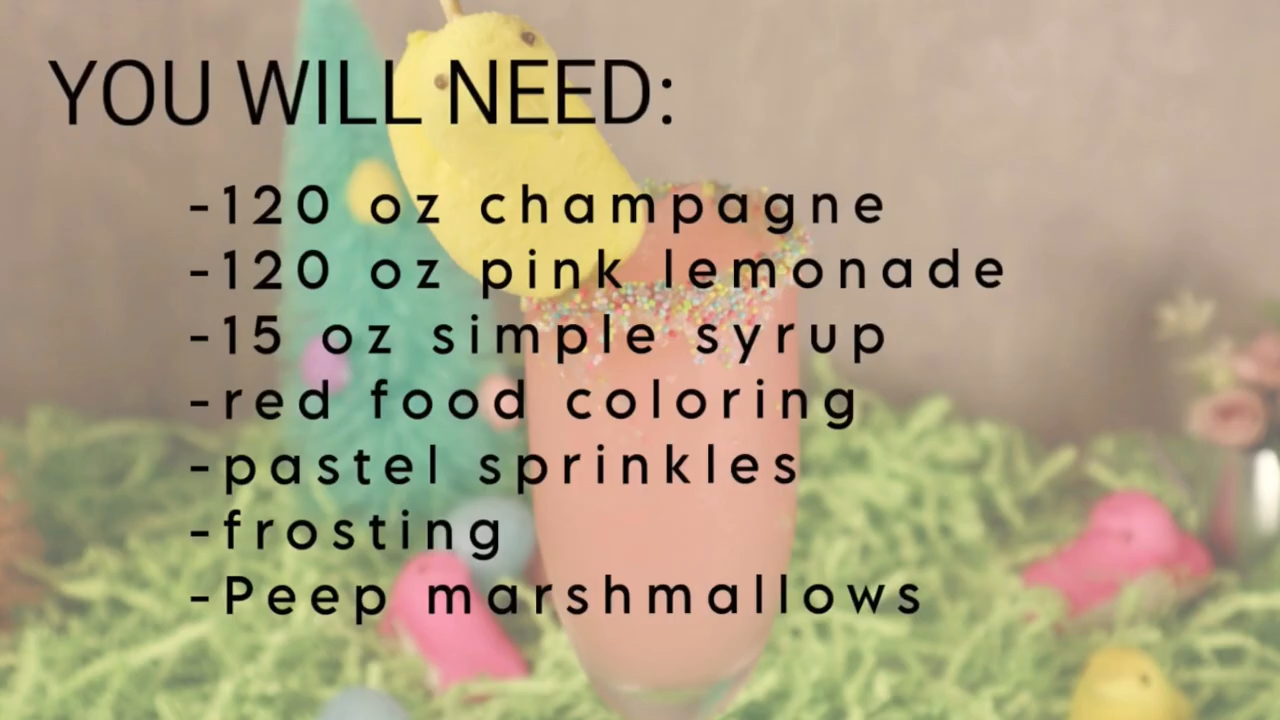 YOU WILL NEED:
-120 oz champagne
-120 oz pink lemonade
-15 oz simple syrup
-red food coloring
-pastel sprinkles
-frosting
-Peep marshmallows